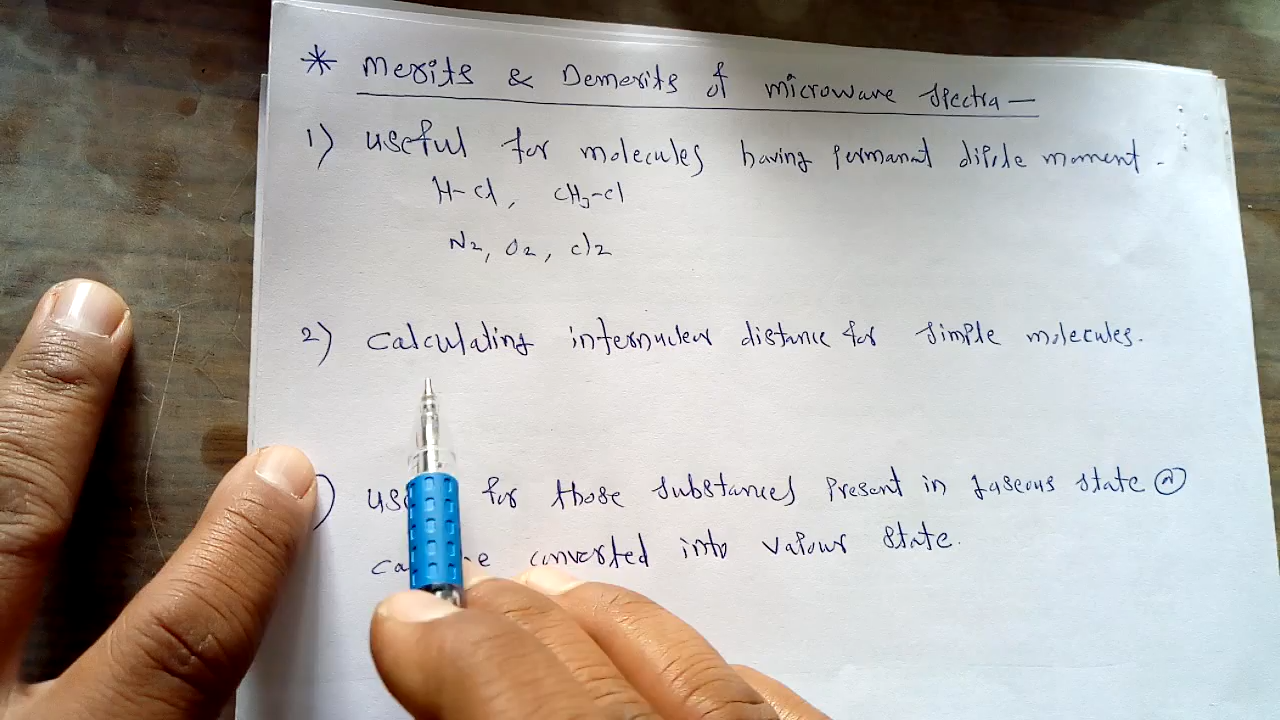 * Merits & Demerits of microwave spectra —
1) useful for molecules having permanat dipole moment.
H-Cl, CH3-Cl
N2, O2, Cl2
2) calculating internuclear distance for simple molecules.
for those substances present in gaseous state
converted into vapour state.